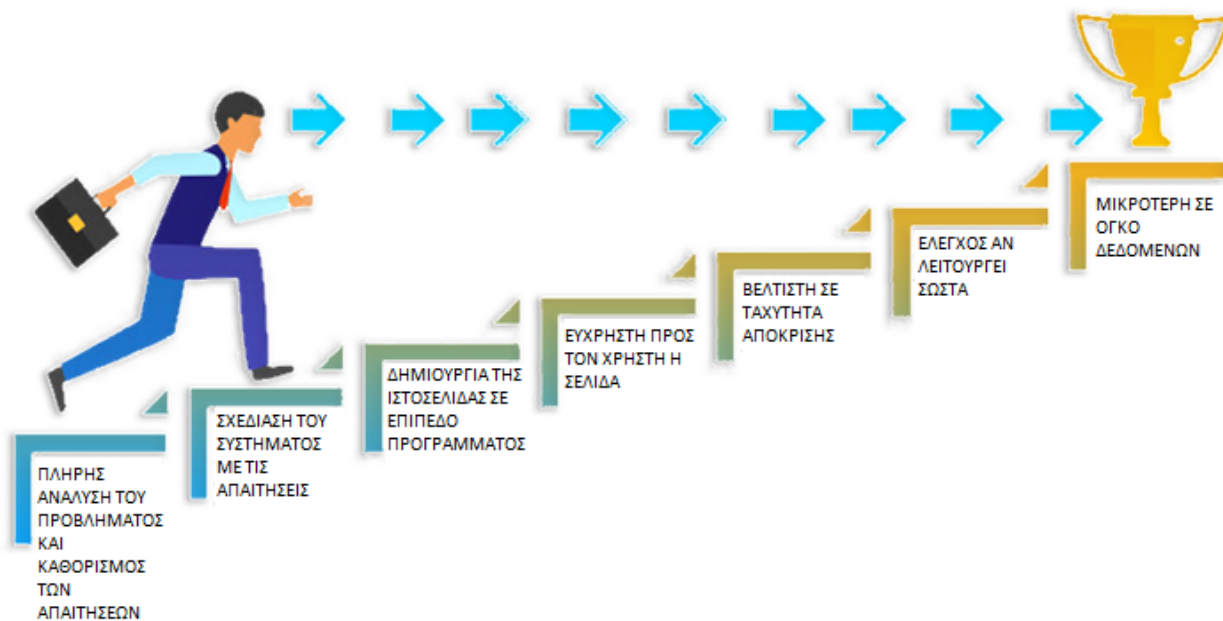 ΠΛΗΡΗΣ
ΑΝΑΛΥΣΗ ΤΟΥ
ΠΡΟΒΛΗΜΑΤΟΣ
ΚΑΙ
ΚΑΘΟΡΙΣΜΟΣ
ΤΩΝ
ΑΠΑΙΤΗΣΕΩΝ
ΣΧΕΔΙΑΣΗ ΤΟΥ
ΣΥΣΤΗΜΑΤΟΣ
ΜΕ ΤΙΣ
ΑΠΑΙΤΗΣΕΙΣ
ΔΗΜΙΟΥΡΓΙΑ ΤΗΣ
ΙΣΤΟΣΕΛΙΔΑΣ ΣΕ
ΕΠΙΠΕΔΟ
ΠΡΟΓΡΑΜΜΑΤΟΣ
ΕΥΧΡΗΣΤΗ ΠΡΟΣ
ΤΟΝ ΧΡΗΣΤΗ Η
ΣΕΛΙΔΑ
ΒΕΛΤΙΣΤΗ ΣΕ
ΤΑΧΥΤΗΤΑ
ΑΠΟΚΡΙΣΗΣ
ΕΛΕΓΧΟΣ ΑΝ
ΛΕΙΤΟΥΡΓΕΙ
ΣΩΣΤΑ
ΜΙΚΡΟΤΕΡΗ ΣΕ
ΟΓΚΟ
ΔΕΔΟΜΕΝΩΝ